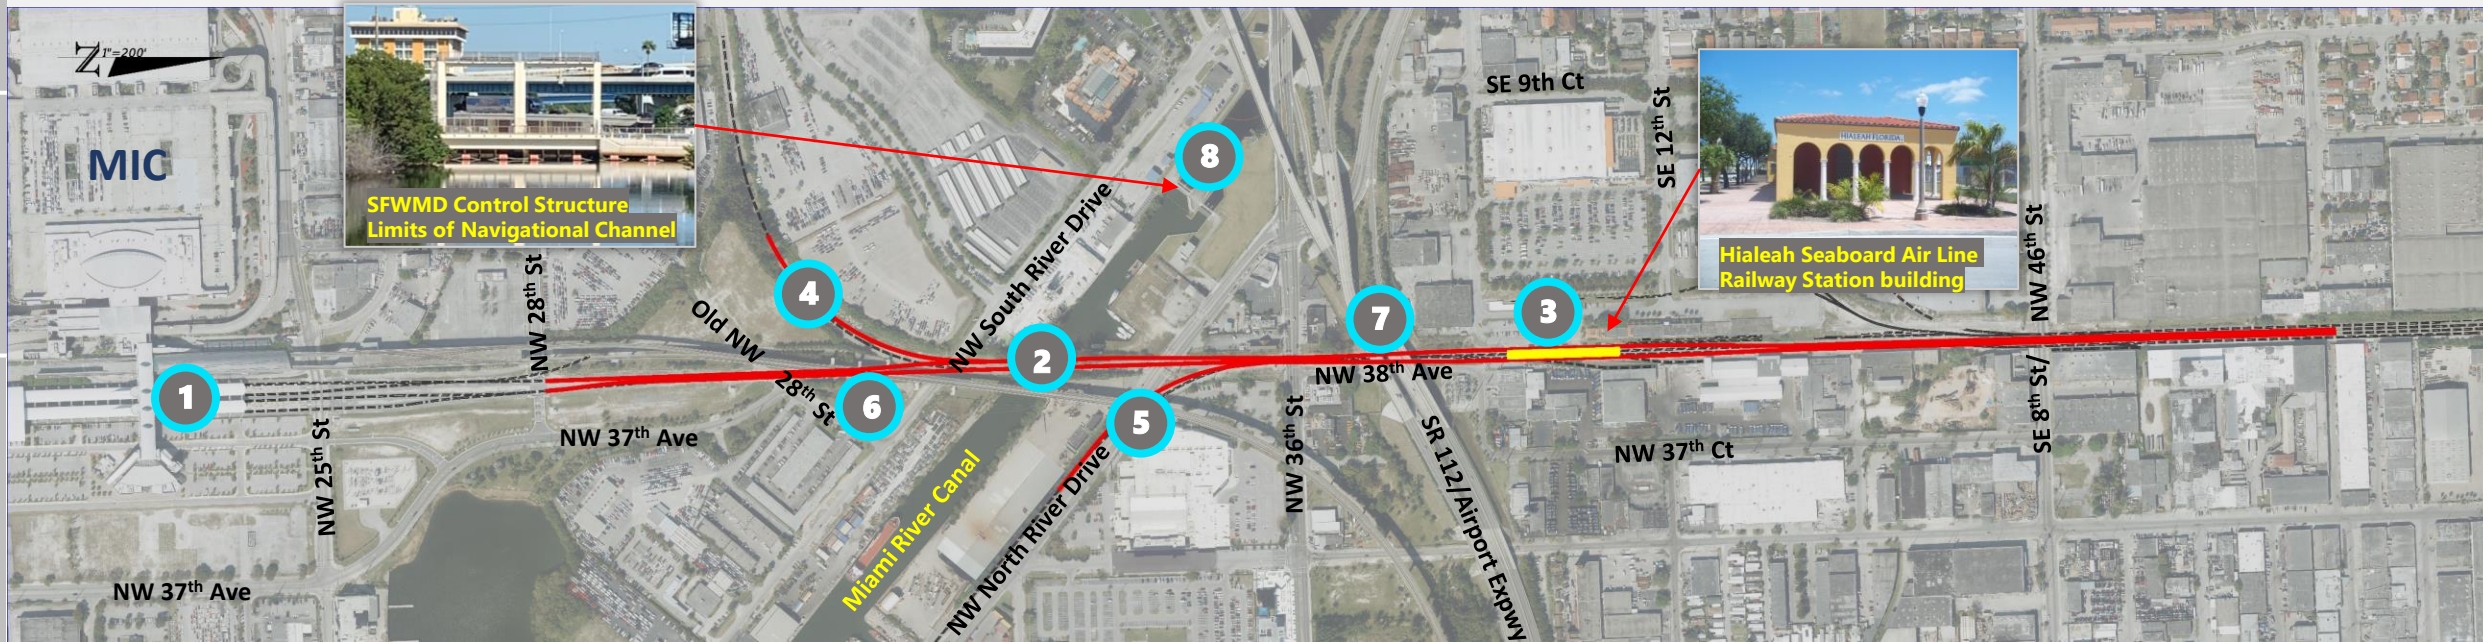 Z 1"=200'
MIC
SFWMD Control Structure
Limits of Navigational Channel
HIALEAH FLORIDA
Hialeah Seaboard Air Line
Railway Station building
SE 9th Ct
SE 12th St
NW 46th St
SE 8th St/
NW 28th St
NW 25th St
NW 37th Ave
NW 37th Ave
Old NW
28th St
NW South River Drive
NW North River Drive
Miami River Canal
NW 36th St
NW 38th Ave
SR 112/Airport Expwy
NW 37th Ct
1
2
3
4
5
6
7
8